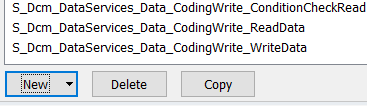 S_Dcm_DataServices_Data_CodingWrite_ConditionCheckRead
S_Dcm_DataServices_Data_CodingWrite_ReadData
S_Dcm_DataServices_Data_CodingWrite_WriteData
New Delete Copy